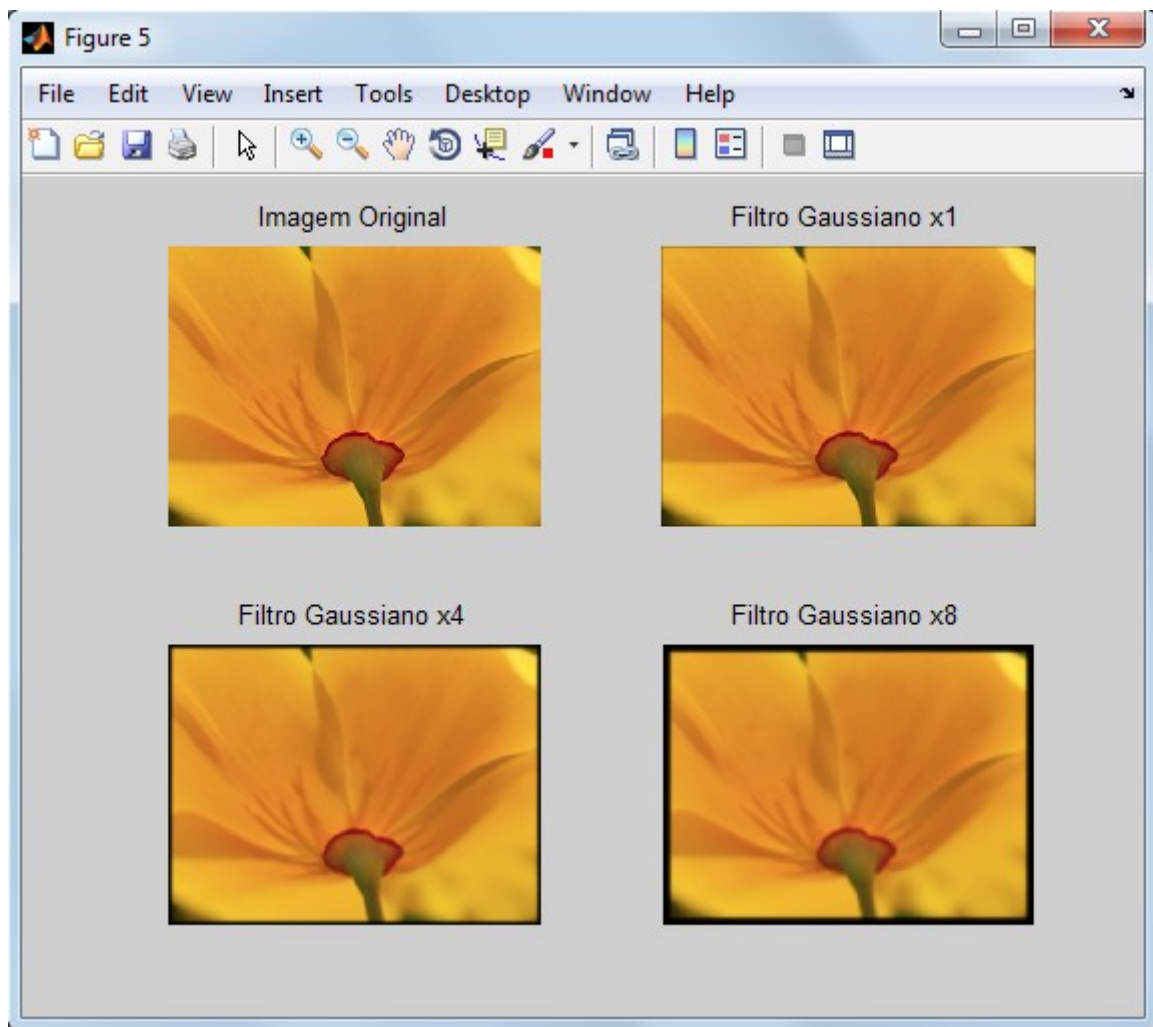 Figure 5
File Edit View Insert Tools Desktop Window Help
Imagem Original
Filtro Gaussiano x1
Filtro Gaussiano x4
Filtro Gaussiano x8